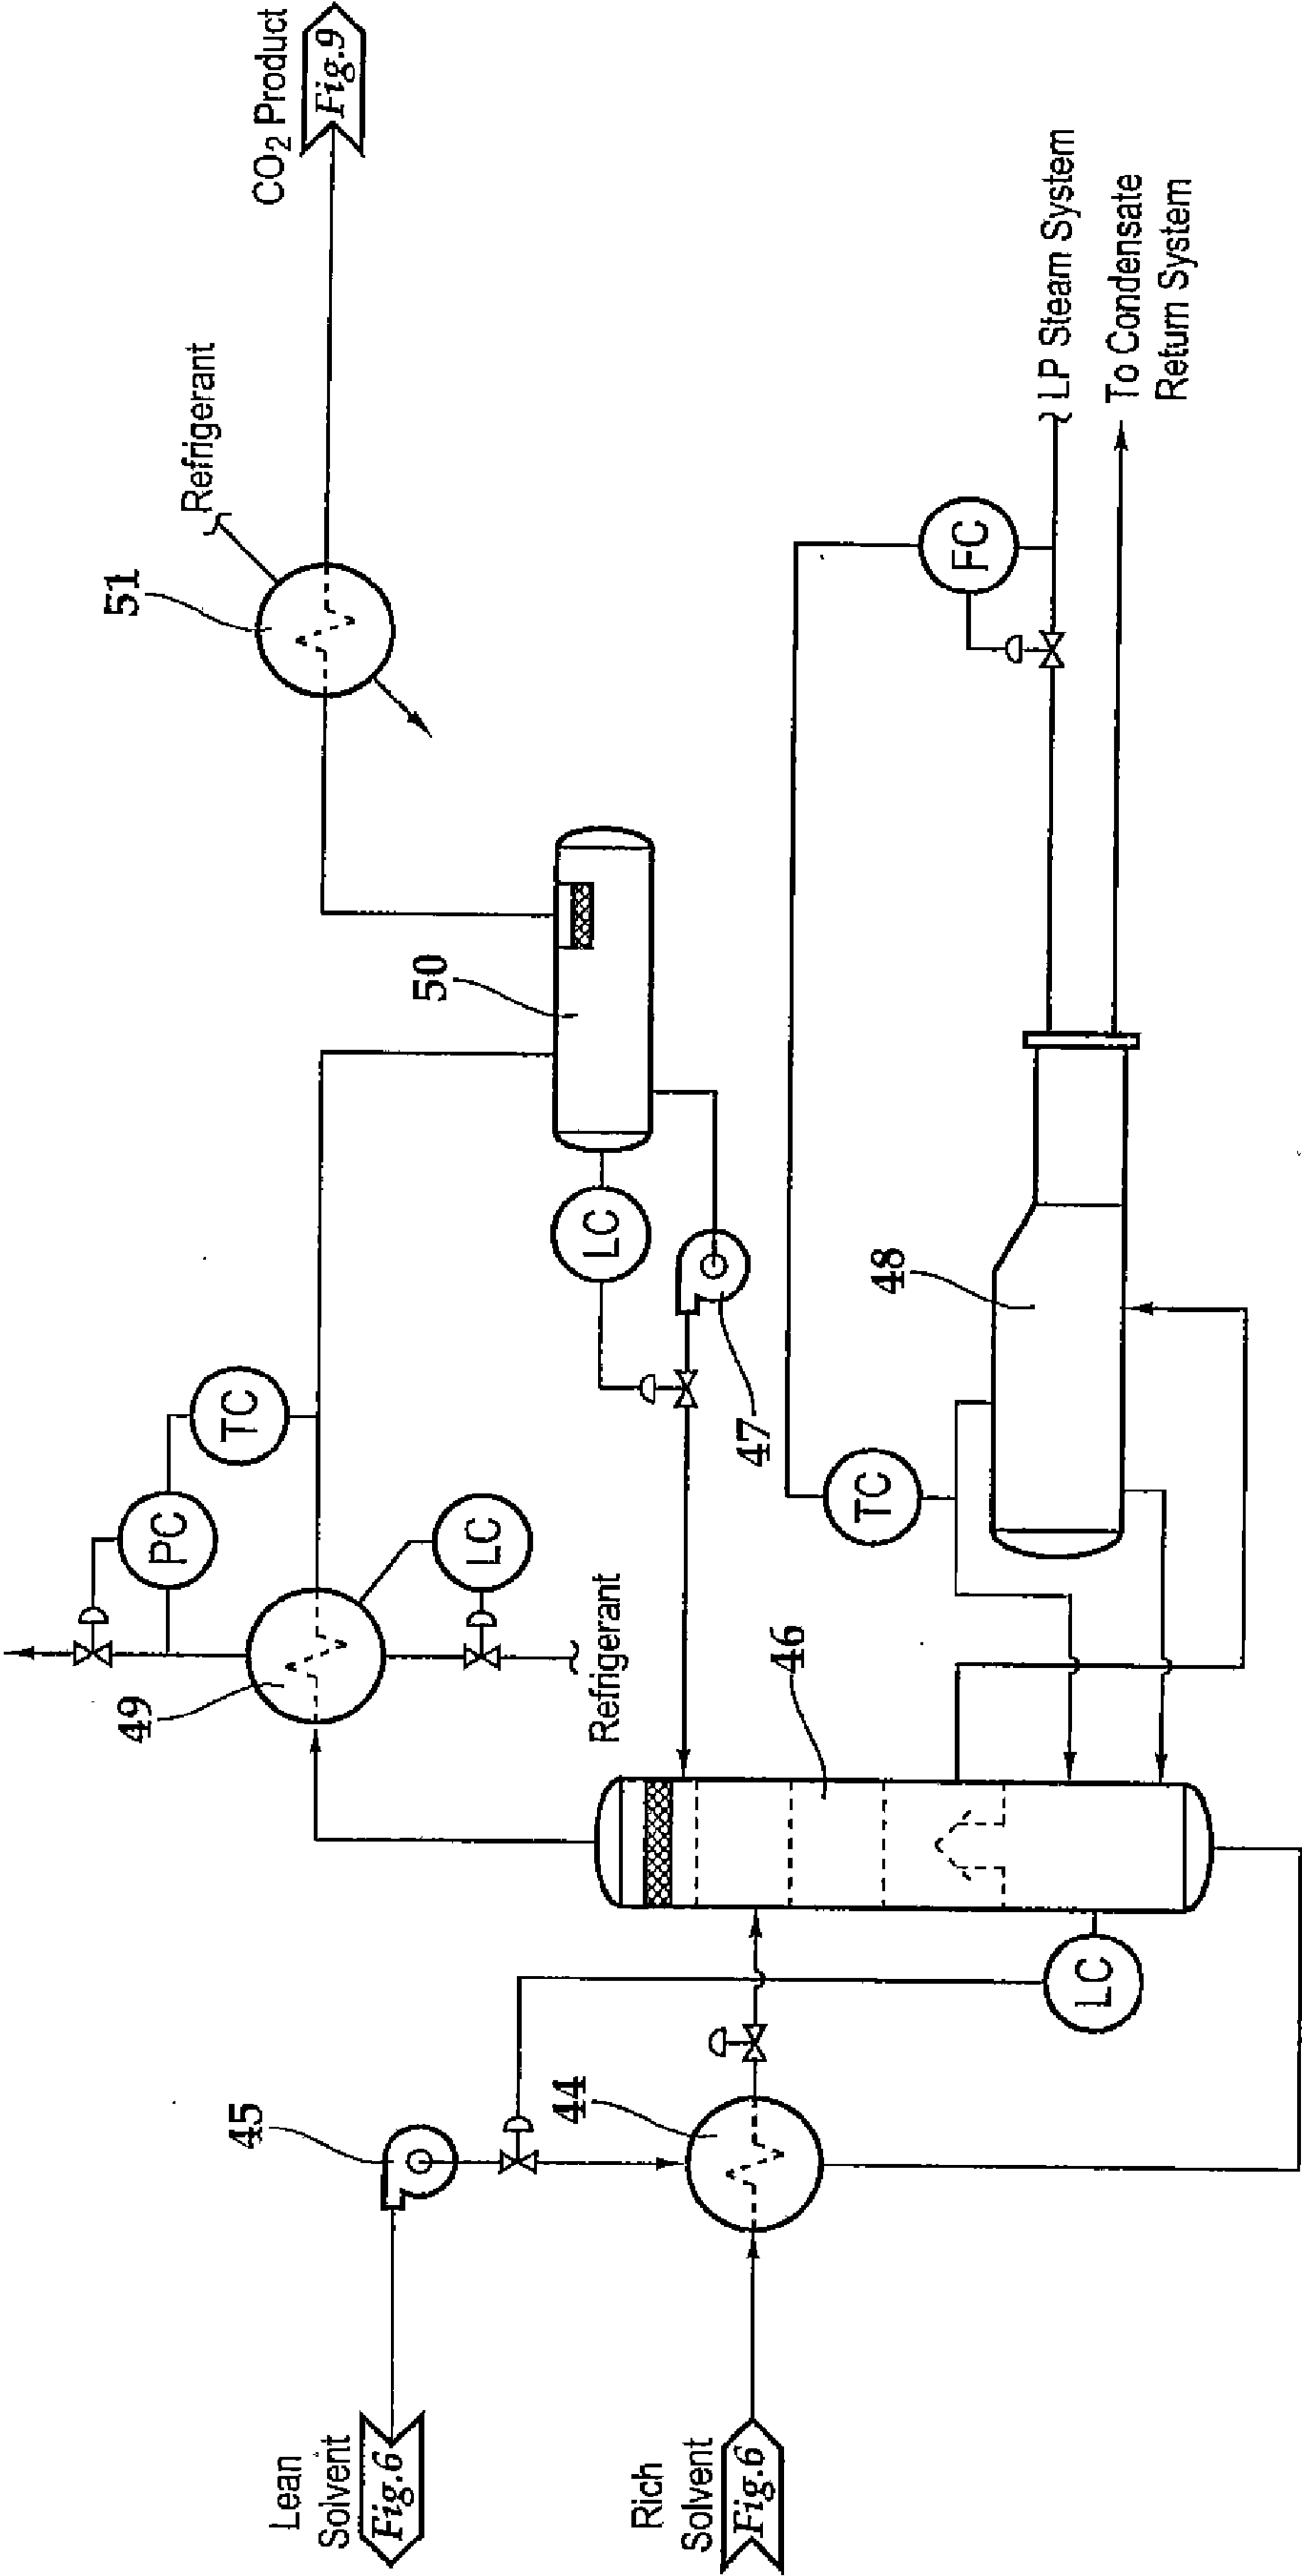 CO2 Product
Fig.9
Refrigerant
51
50
LC
47
TC
PC
LC
49
Refrigerant
46
LP Steam System
To Condensate
Return System
FC
48
TC
LC
45
44
Lean
Solvent
Fig.6
Rich
Solvent
Fig.6